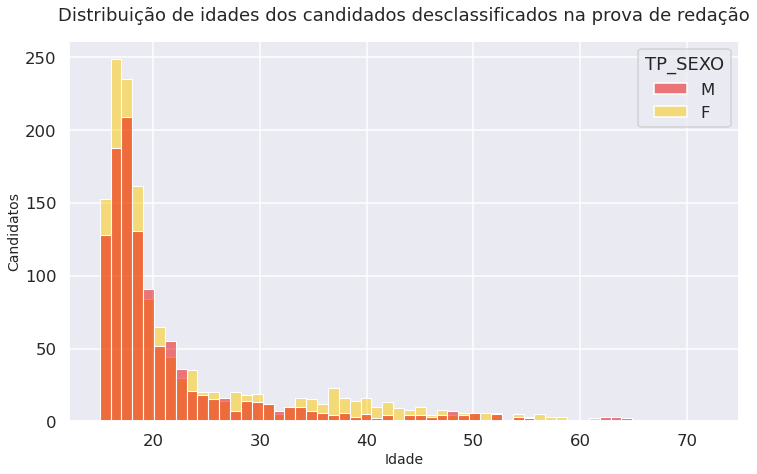 Distribuição de idades dos candidados desclassificados na prova de redação
TP_SEXO
M
F
Candidatos
250
200
150
100
50
0
20
30
40
50
60
70
Idade